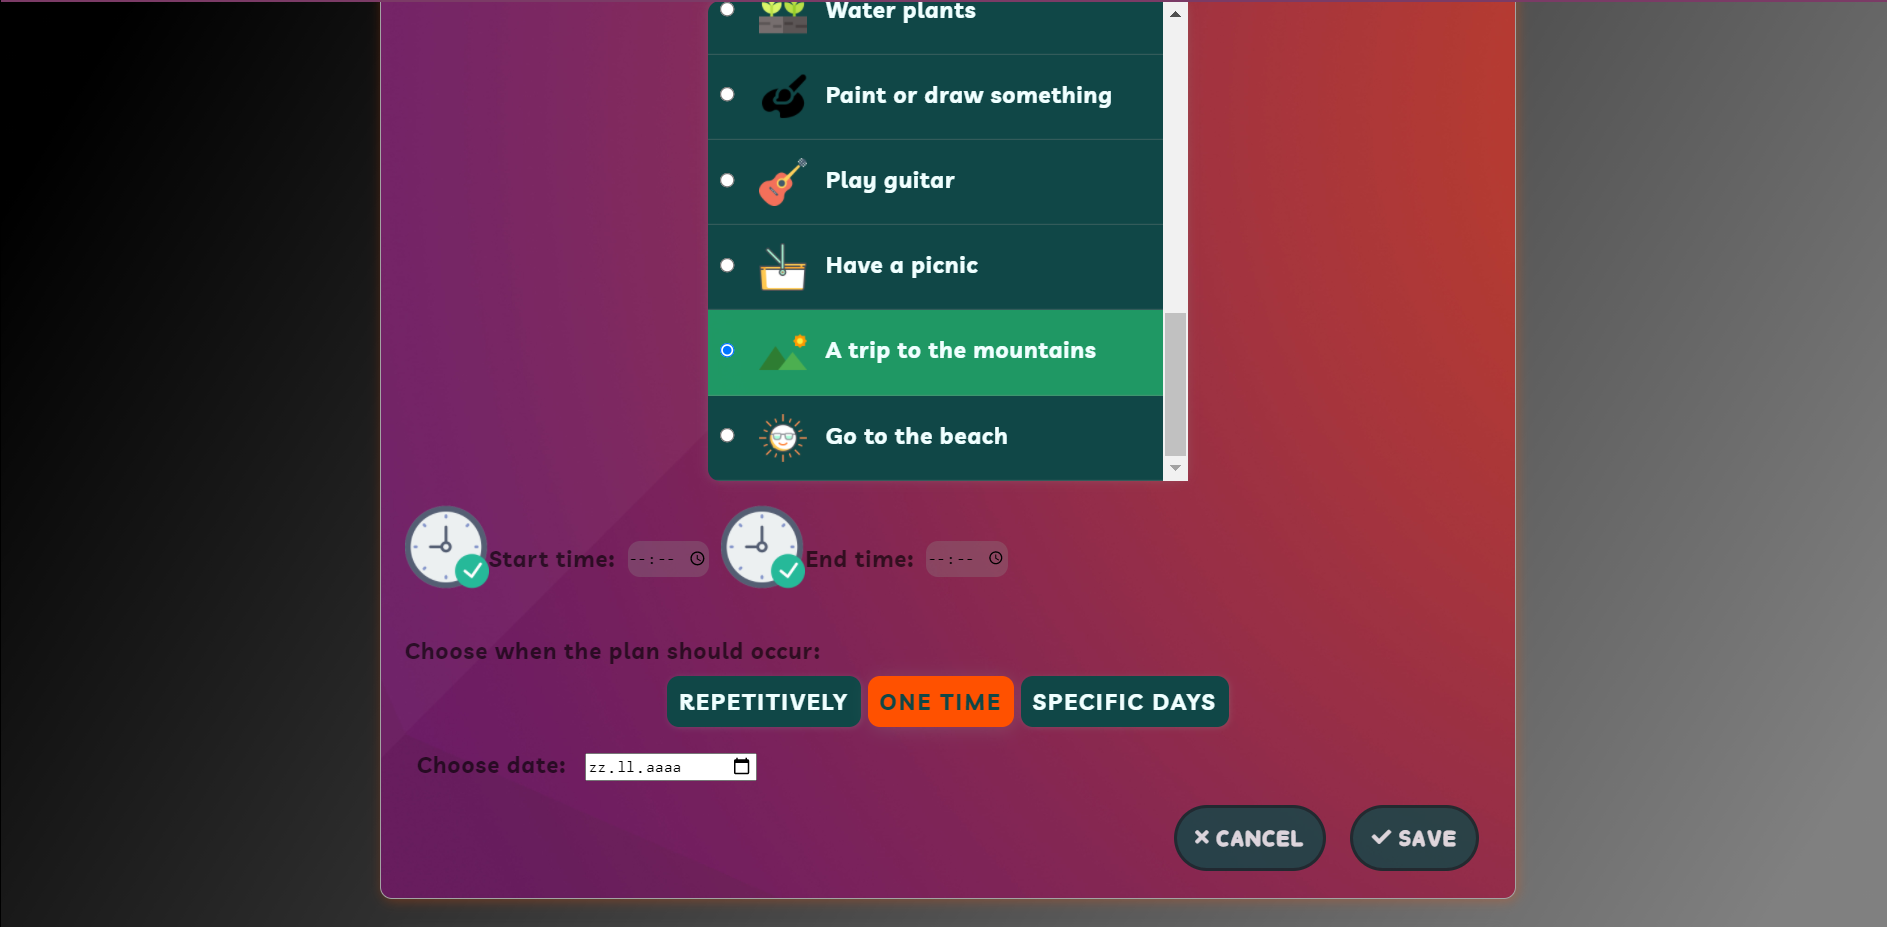 Water plants
Paint or draw something
Play guitar
Have a picnic
A trip to the mountains
Go to the beach
Start time: --:-- End time: --:--
Choose when the plan should occur:
REPETITIVELY ONE TIME SPECIFIC DAYS
Choose date: zz.ll.aaaa
CANCEL SAVE